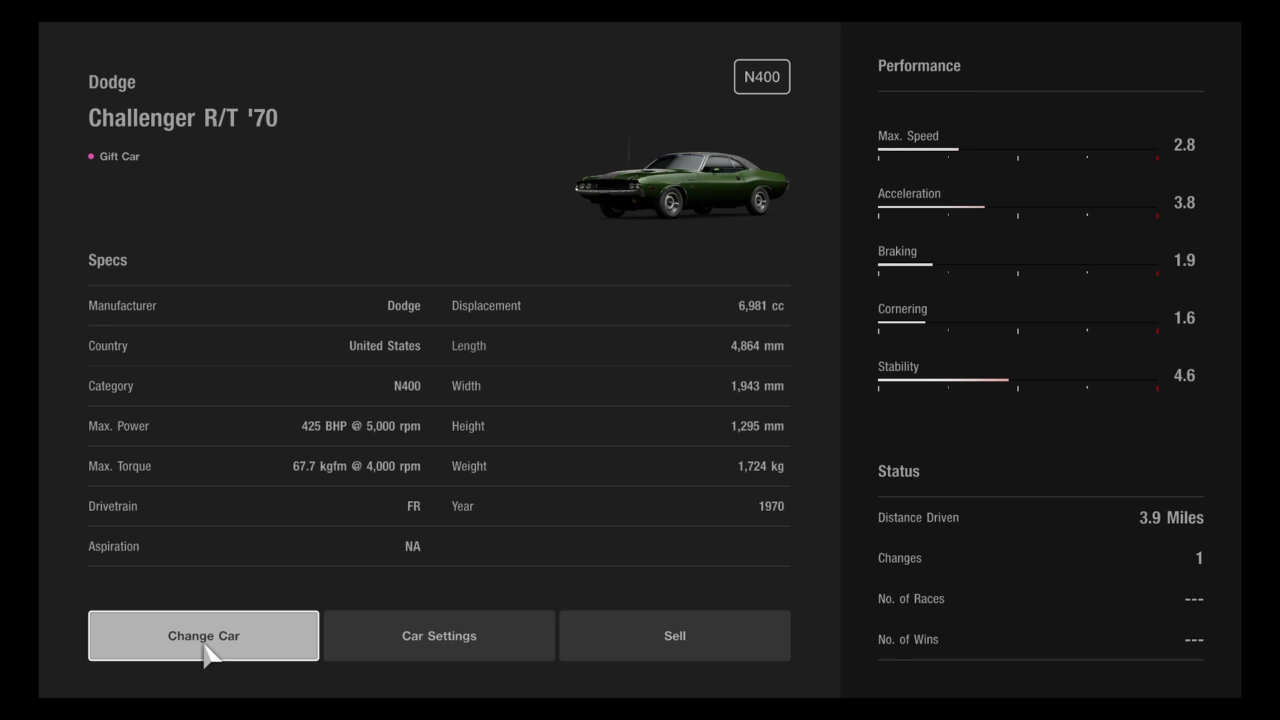 Dodge
N400
Challenger R/T '70
Gift Car
Specs
Manufacturer Dodge Displacement 6,981 cc
Country United States Length 4,864 mm
Category N400 Width 1,943 mm
Max. Power 425 BHP @ 5,000 rpm Height 1,295 mm
Max. Torque 67.7 kgfm @ 4,000 rpm Weight 1,724 kg
Drivetrain FR Year 1970
Aspiration NA
Change Car Car Settings Sell
Performance
Max. Speed 2.8
Acceleration 3.8
Braking 1.9
Cornering 1.6
Stability 4.6
Status
Distance Driven 3.9 Miles
Changes 1
No. of Races ---
No. of Wins ---